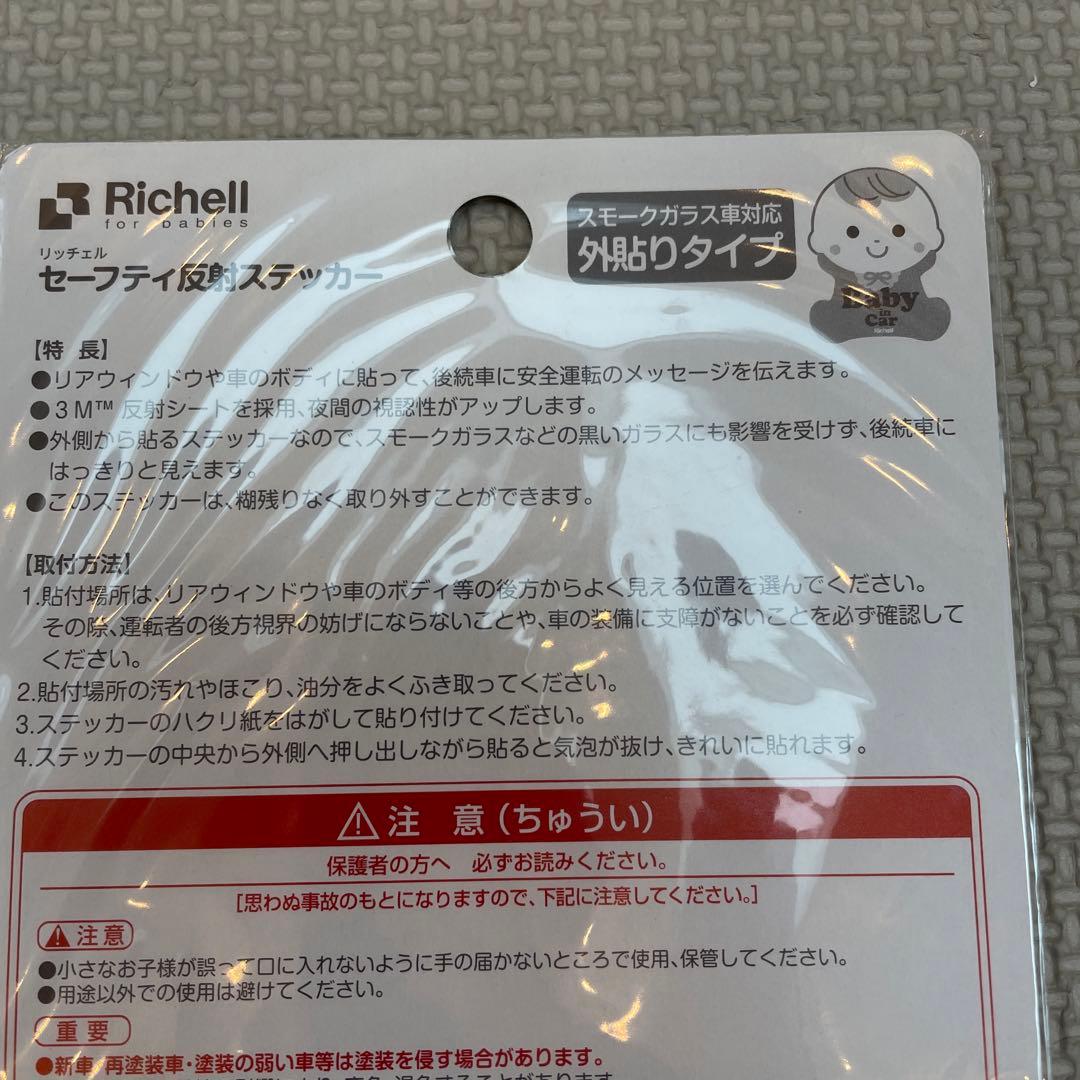 Richell
for babies
リッチェル
セーフティ反射ステッカー
スモークガラス車対応
外貼りタイプ
Baby
in
Car
Richell
【特 長】
●リアウィンドウや車のボディに貼って、後続車に安全運転のメッセージを伝えます。
●3M™ 反射シートを採用、夜間の視認性がアップします。
●外側から貼るステッカーなので、スモークガラスなどの黒いガラスにも影響を受けず、後続車に
はっきりと見えます。
●このステッカーは、糊残りなく取り外すことができます。
【取付方法】
1.貼付場所は、リアウィンドウや車のボディ等の後方からよく見える位置を選んでください。
その際、運転者の後方視界の妨げにならないことや、車の装備に支障がないことを必ず確認して
ください。
2.貼付場所の汚れやほこり、油分をよくふき取ってください。
3.ステッカーのハクリ紙をはがして貼り付けてください。
4.ステッカーの中央から外側へ押し出しながら貼ると気泡が抜け、きれいに貼れます。
⚠注 意(ちゅうい)
保護者の方へ 必ずお読みください。
[思わぬ事故のもとになりますので、下記に注意してください。]
⚠注意
●小さなお子様が誤って口に入れないように手の届かないところで使用、保管してください。
●用途以外での使用は避けてください。
重要
●新車・再塗装車・塗装の弱い車等は塗装を侵す場合があります。